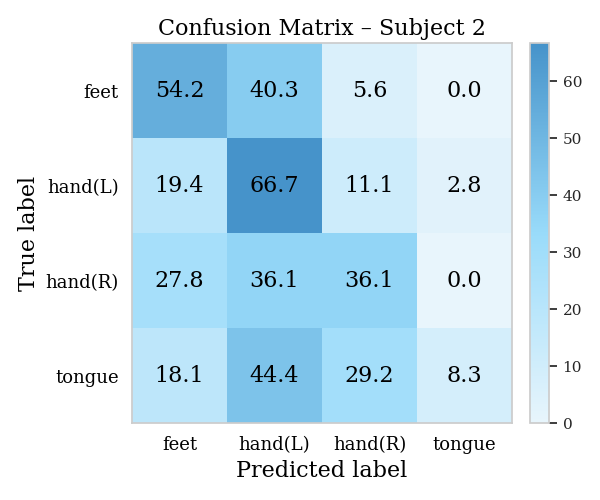 Confusion Matrix – Subject 2
feet 54.2 40.3 5.6 0.0
hand(L) 19.4 66.7 11.1 2.8
hand(R) 27.8 36.1 36.1 0.0
tongue 18.1 44.4 29.2 8.3
feet hand(L) hand(R) tongue
Predicted label
True label
60
50
40
30
20
10
0